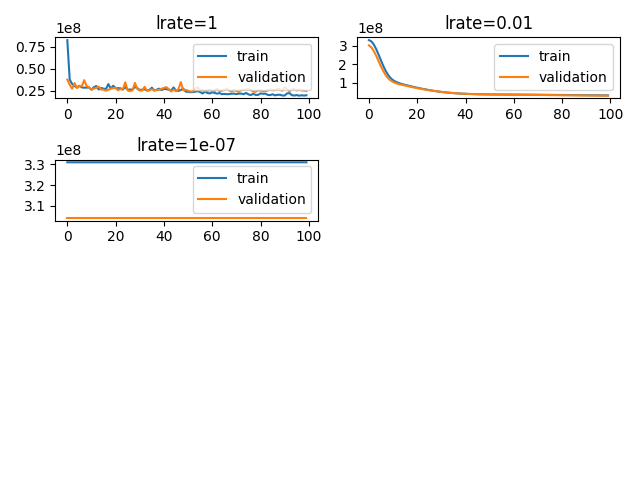 lrate=1
1e8
0.75
0.50
0.25
train
validation
0 20 40 60 80 100
lrate=0.01
1e8
3
2
1
train
validation
0 20 40 60 80 100
lrate=1e-07
1e8
3.3
3.2
3.1
train
validation
0 20 40 60 80 100